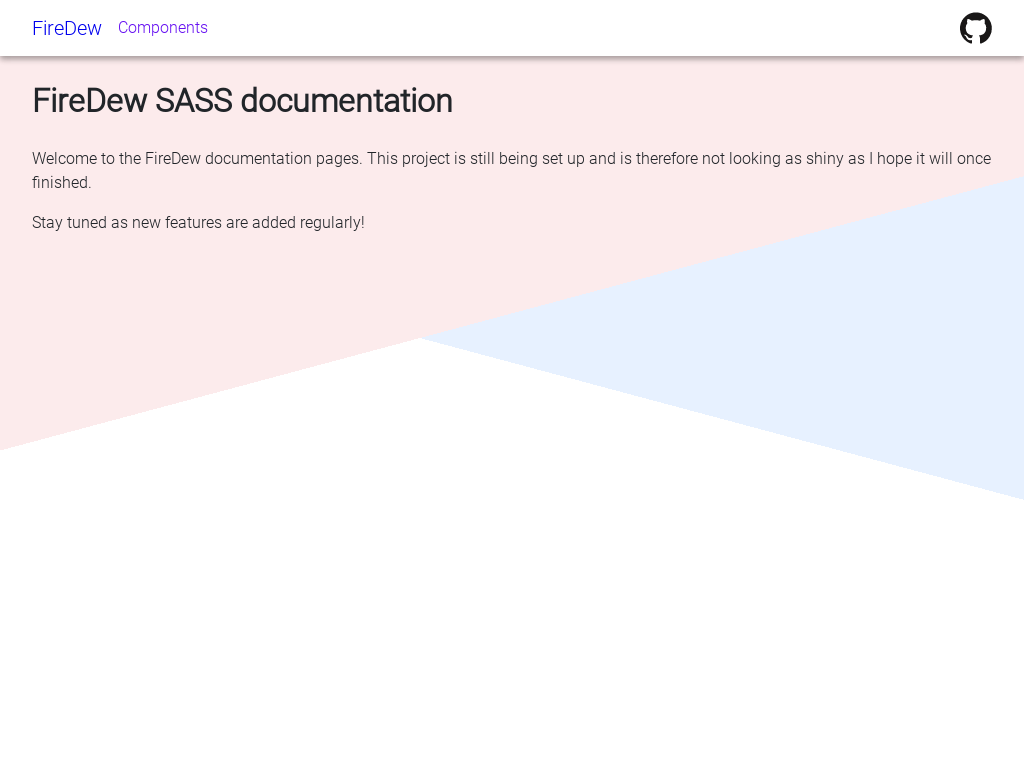 FireDew
Components
FireDew SASS documentation
Welcome to the FireDew documentation pages. This project is still being set up and is therefore not looking as shiny as I hope it will once
finished.
Stay tuned as new features are added regularly!